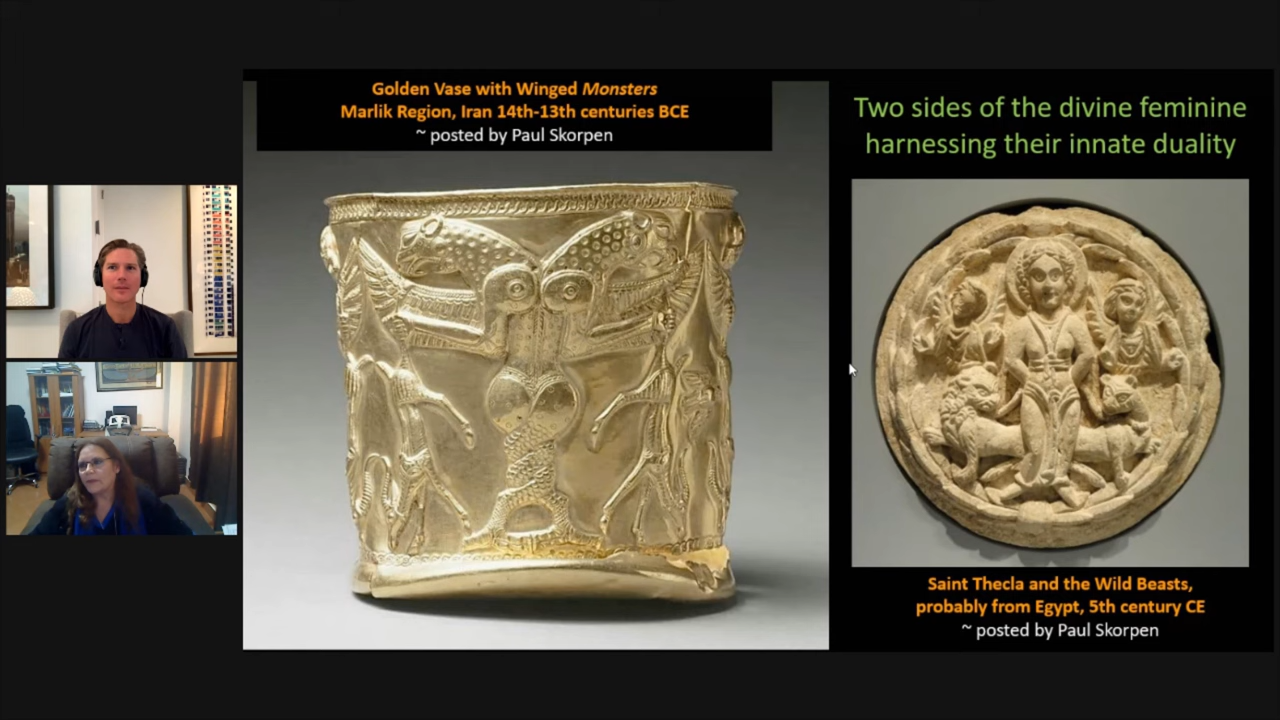 Golden Vase with Winged Monsters
Marlik Region, Iran 14th-13th centuries BCE
~ posted by Paul Skorpen
Two sides of the divine feminine
harnessing their innate duality
Saint Thecla and the Wild Beasts,
probably from Egypt, 5th century CE
~ posted by Paul Skorpen